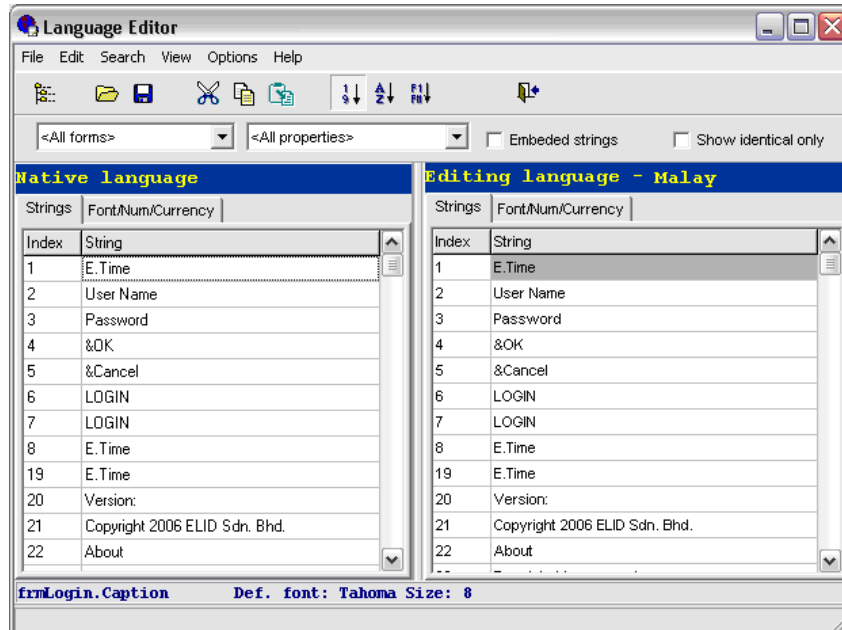 Language Editor
File Edit Search View Options Help
<All forms> <All properties> Embeded strings Show identical only
Native language
Strings Font/Num/Currency
Index String
1 E.Time
2 User Name
3 Password
4 &OK
5 &Cancel
6 LOGIN
7 LOGIN
8 E.Time
19 E.Time
20 Version:
21 Copyright 2006 ELID Sdn. Bhd.
22 About
Editing language - Malay
Strings Font/Num/Currency
Index String
1 E.Time
2 User Name
3 Password
4 &OK
5 &Cancel
6 LOGIN
7 LOGIN
8 E.Time
19 E.Time
20 Version:
21 Copyright 2006 ELID Sdn. Bhd.
22 About
frmLogin.Caption Def. font: Tahoma Size: 8